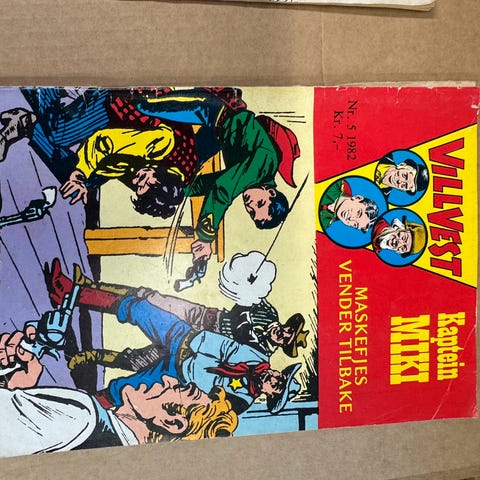 VILLVEST
Nr. 5 1982
Kr. 7,-
Kaptein
MIKI
MASKEFJES
VENDER TILBAKE